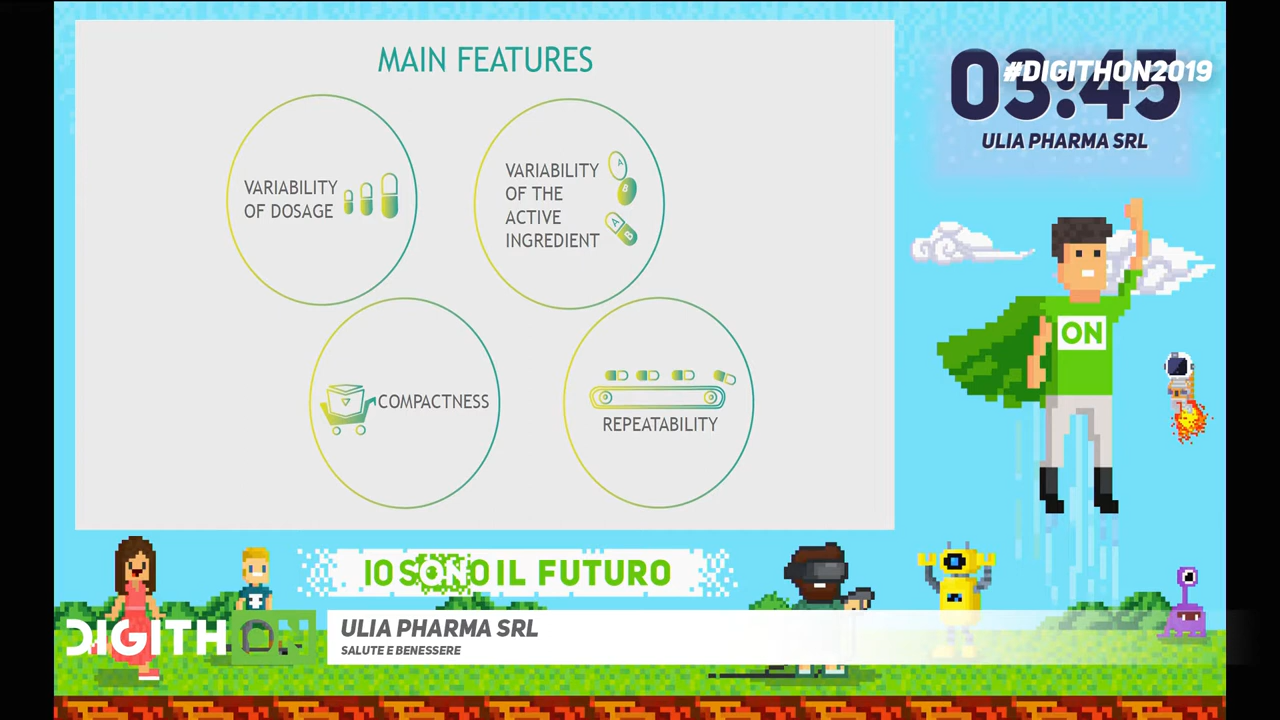 MAIN FEATURES
VARIABILITY
OF DOSAGE
VARIABILITY
OF THE
ACTIVE
INGREDIENT
A
B
A
B
COMPACTNESS
REPEATABILITY
03:45
#DIGITHON2019
ULIA PHARMA SRL
ON
IO SONO IL FUTURO
DIGITHON
ULIA PHARMA SRL
SALUTE E BENESSERE